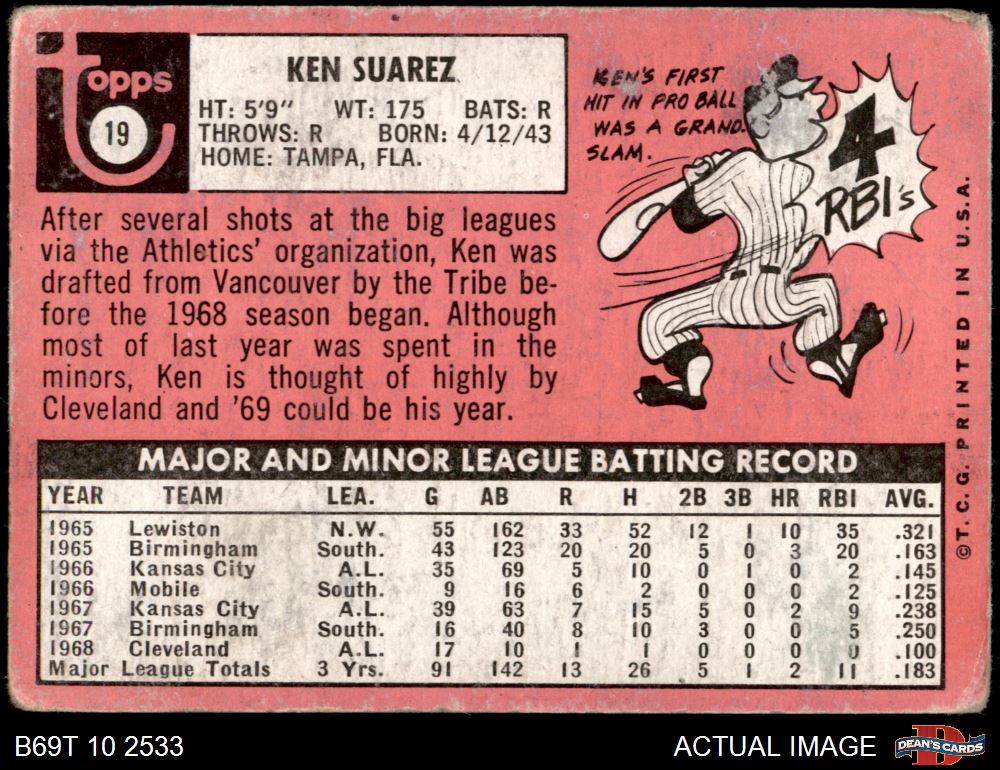 Topps
19
KEN SUAREZ
HT: 5'9" WT: 175 BATS: R
THROWS: R BORN: 4/12/43
HOME: TAMPA, FLA.
KEN'S FIRST
HIT IN PRO BALL
WAS A GRAND
SLAM.
4
RBI's
After several shots at the big leagues
via the Athletics' organization, Ken was
drafted from Vancouver by the Tribe be-
fore the 1968 season began. Although
most of last year was spent in the
minors, Ken is thought of highly by
Cleveland and '69 could be his year.
©T.C.G. PRINTED IN U.S.A.
MAJOR AND MINOR LEAGUE BATTING RECORD
YEAR TEAM LEA. G AB R H 2B 3B HR RBI AVG.
1965 Lewiston N.W. 55 162 33 52 12 1 10 35 .321
1965 Birmingham South. 43 123 20 20 5 0 3 20 .163
1966 Kansas City A.L. 35 69 5 10 0 1 0 2 .145
1966 Mobile South. 9 16 6 2 0 0 0 2 .125
1967 Kansas City A.L. 39 63 7 15 5 0 2 9 .238
1967 Birmingham South. 16 40 8 10 3 0 0 5 .250
1968 Cleveland A.L. 17 10 1 1 0 0 0 0 .100
Major League Totals 3 Yrs. 91 142 13 26 5 1 2 11 .183
B69T 10 2533
ACTUAL IMAGE
DEAN'S CARDS